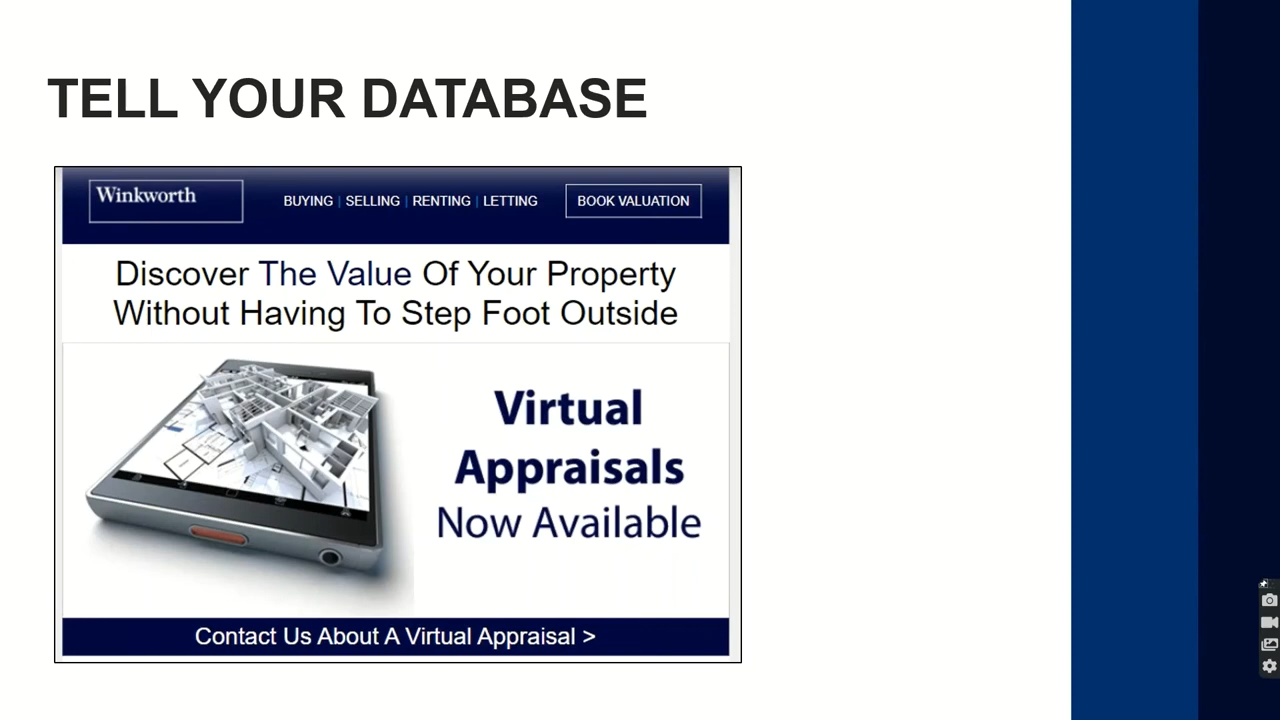 TELL YOUR DATABASE
Winkworth
BUYING | SELLING | RENTING | LETTING
BOOK VALUATION
Discover The Value Of Your Property
Without Having To Step Foot Outside
Virtual
Appraisals
Now Available
Contact Us About A Virtual Appraisal >